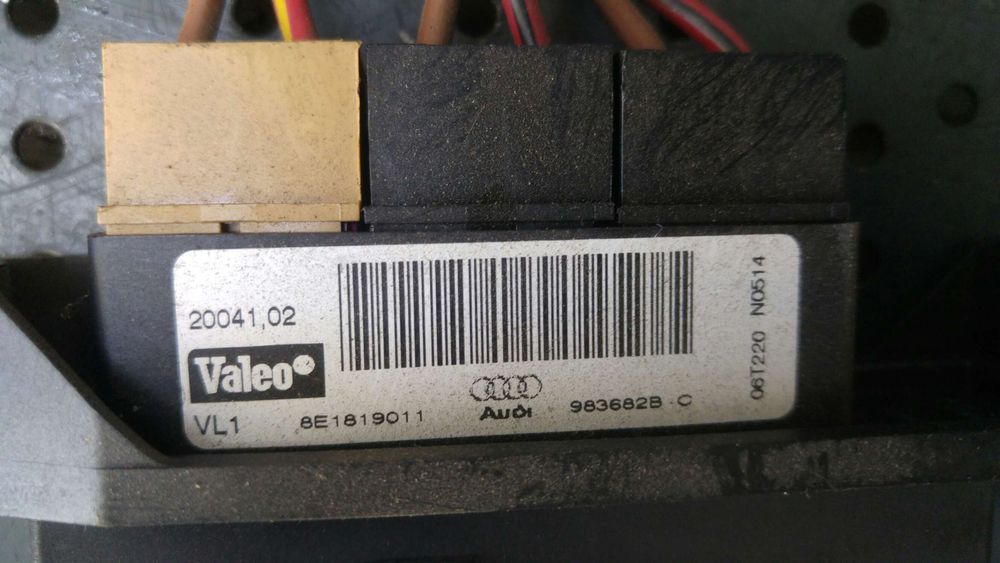 20041,02
Valeo
VL1
8E1819011
Audi
983682B C
06T220 N0514